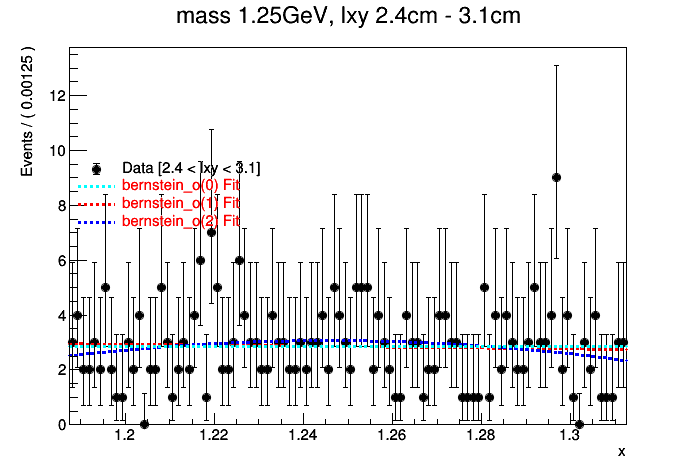 mass 1.25GeV, lxy 2.4cm - 3.1cm
Events / ( 0.00125 )
12
10
8
6
4
2
0
Data [2.4 < lxy < 3.1]
bernstein_o(0) Fit
bernstein_o(1) Fit
bernstein_o(2) Fit
1.2 1.22 1.24 1.26 1.28 1.3
x